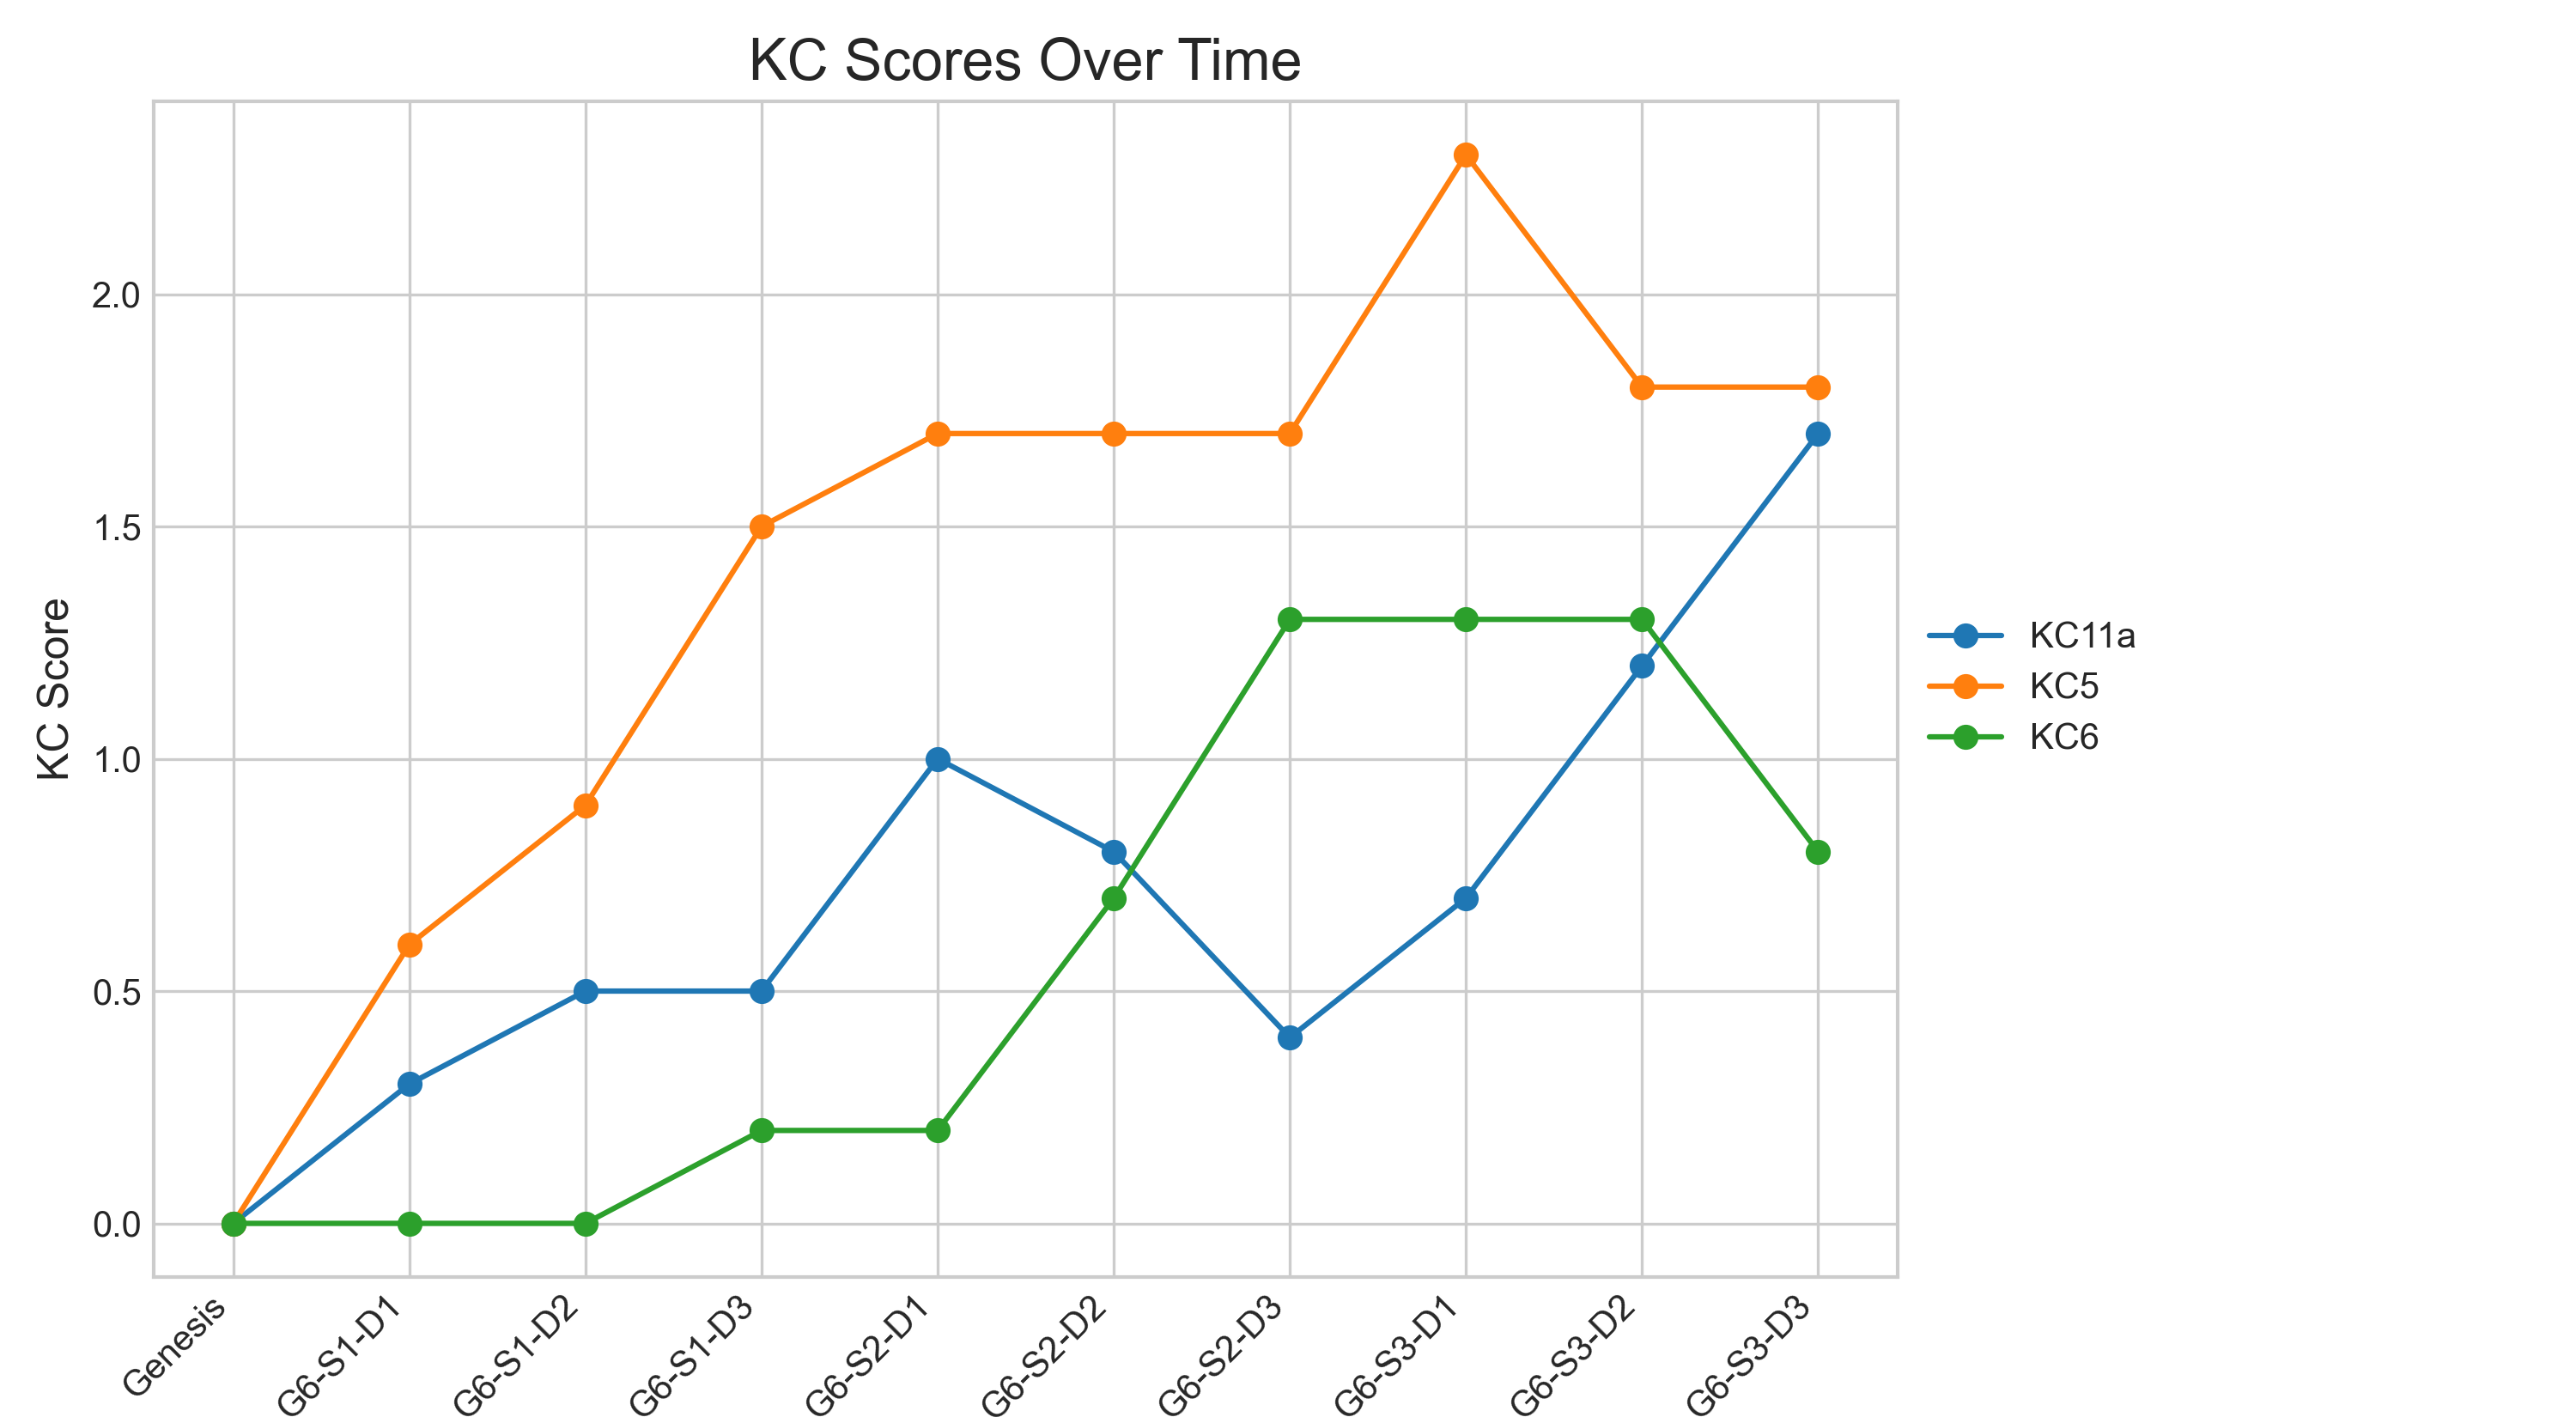 KC Scores Over Time
KC Score
2.0
1.5
1.0
0.5
0.0
Genesis
G6-S1-D1
G6-S1-D2
G6-S1-D3
G6-S2-D1
G6-S2-D2
G6-S2-D3
G6-S3-D1
G6-S3-D2
G6-S3-D3
KC11a
KC5
KC6